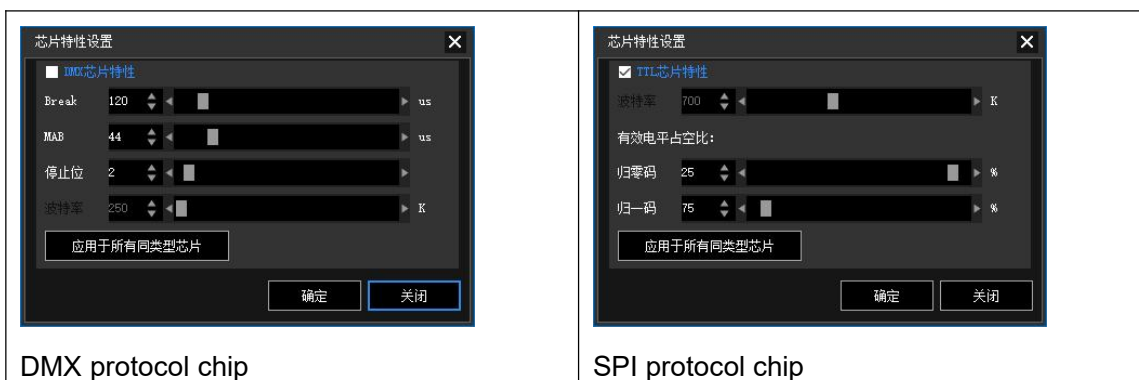 芯片特性设置
DMX芯片特性
Break 120 us
MAB 44 us
停止位 2
波特率 250 K
应用于所有同类型芯片
确定 关闭
DMX protocol chip
芯片特性设置
TTL芯片特性
波特率 700 K
有效电平占空比:
归零码 25 %
归一码 75 %
应用于所有同类型芯片
确定 关闭
SPI protocol chip